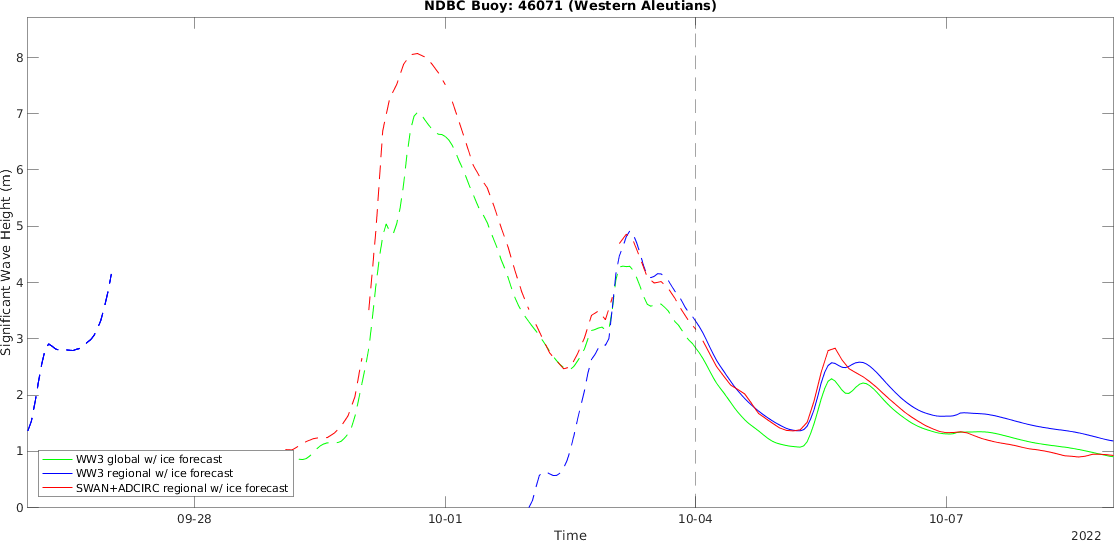 NDBC Buoy: 46071 (Western Aleutians)
Significant Wave Height (m)
8
7
6
5
4
3
2
1
0
WW3 global w/ ice forecast
WW3 regional w/ ice forecast
SWAN+ADCIRC regional w/ ice forecast
09-28
10-01
10-04
10-07
Time
2022